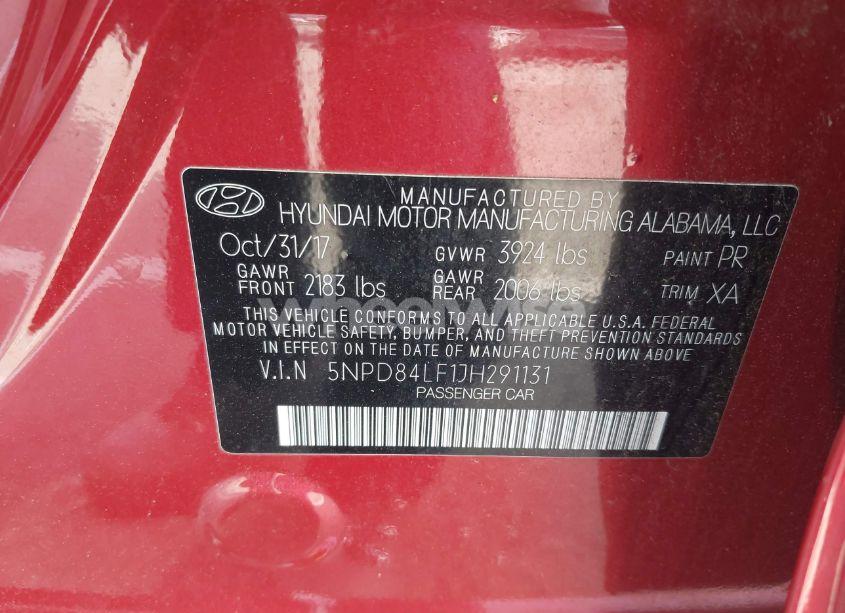 MANUFACTURED BY
HYUNDAI MOTOR MANUFACTURING ALABAMA, LLC
Oct/31/17 GVWR 3924 lbs PAINT PR
GAWR FRONT 2183 lbs GAWR REAR 2006 lbs TRIM XA
THIS VEHICLE CONFORMS TO ALL APPLICABLE U.S.A. FEDERAL
MOTOR VEHICLE SAFETY, BUMPER, AND THEFT PREVENTION STANDARDS
IN EFFECT ON THE DATE OF MANUFACTURE SHOWN ABOVE
V.I.N 5NPD84LF1JH291131
PASSENGER CAR